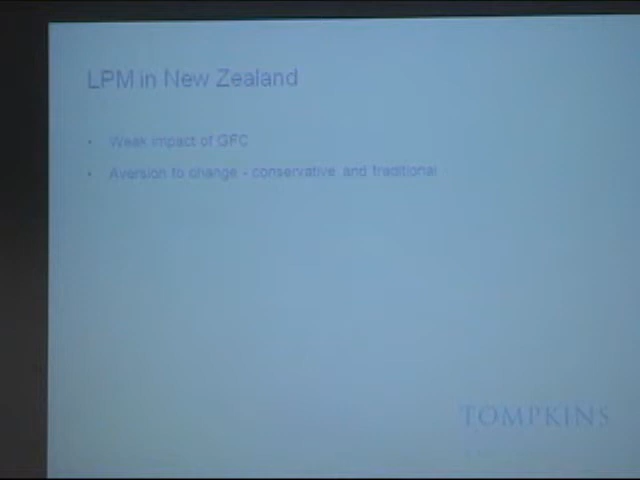 LPM in New Zealand
• Weak impact of GFC
• Aversion to change - conservative and traditional
TOMPKINS